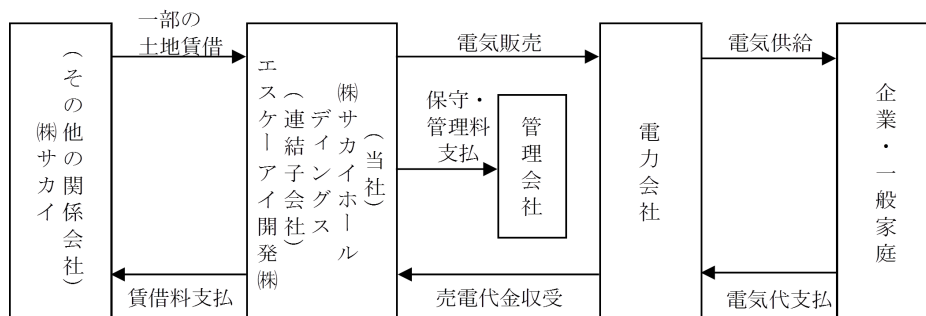 一部の
土地賃借
電気販売
電気供給
㈱サカイ
（その他の関係会社）
㈱サカイホール
ディングス
（当社）
エスケーアイ開発㈱
（連結子会社）
保守・
管理料
支払
管理会社
電力会社
企業・一般家庭
賃借料支払
売電代金収受
電気代支払